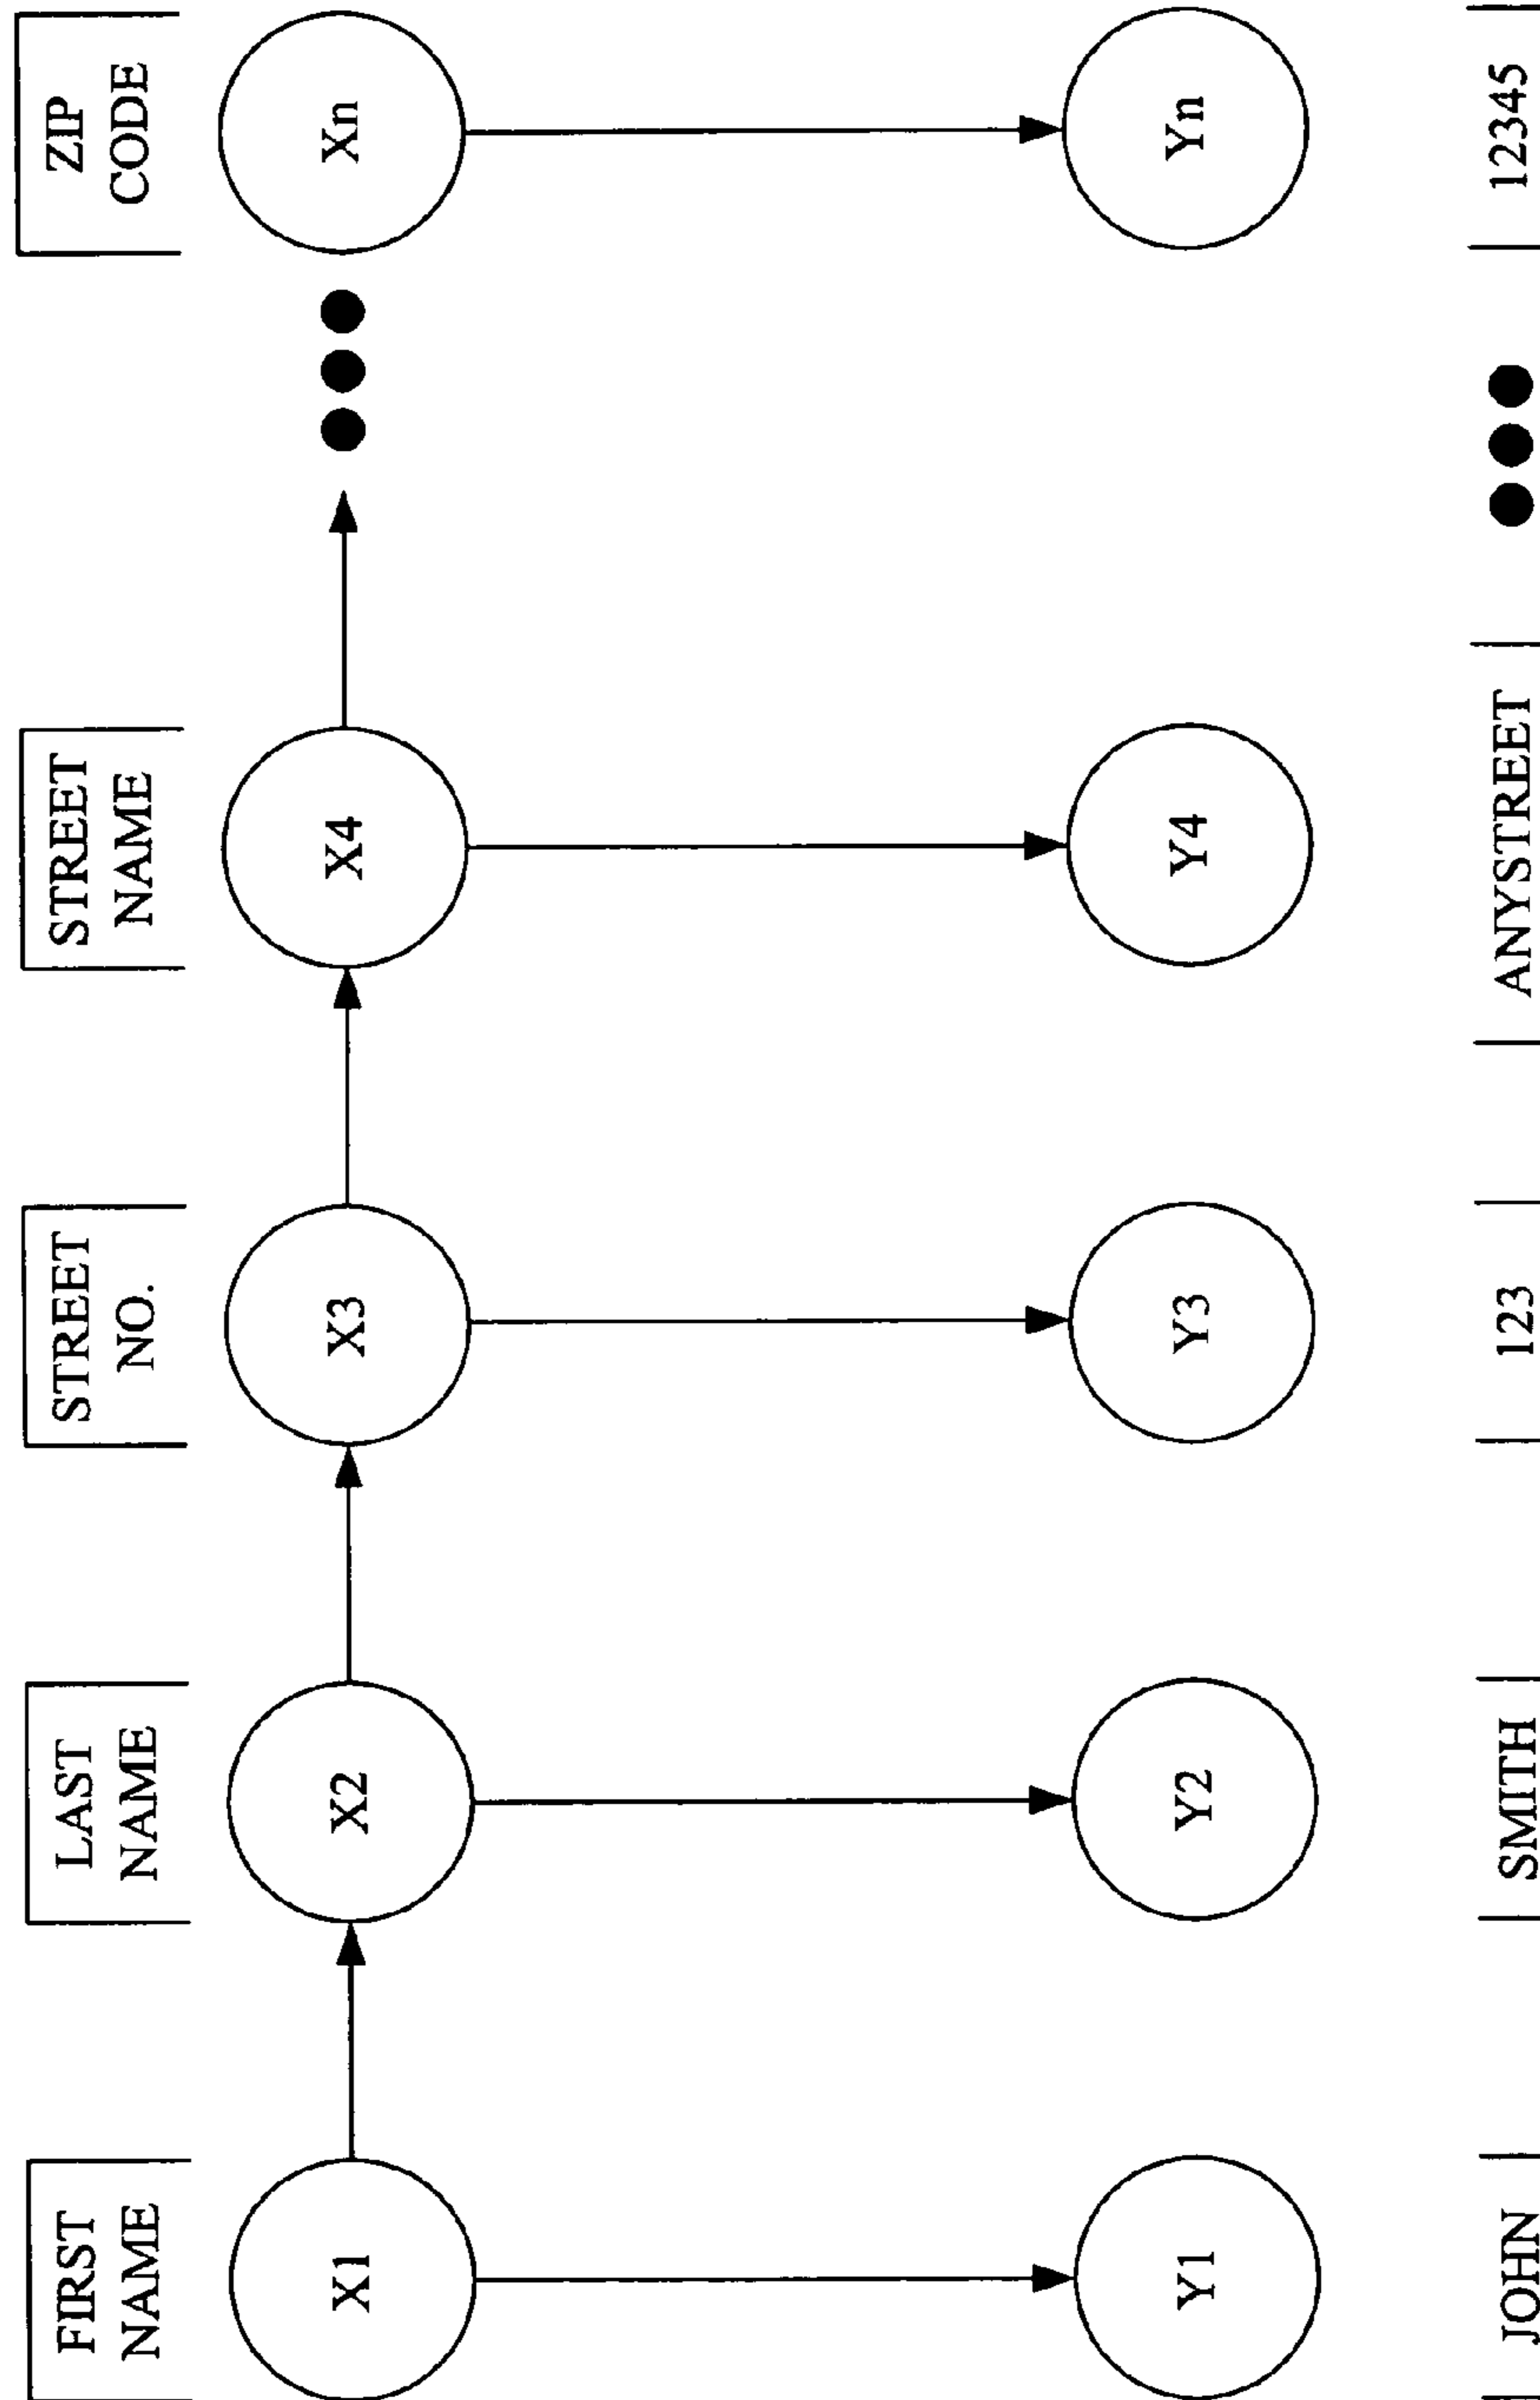 FIRST
NAME
LAST
NAME
STREET
NO.
STREET
NAME
ZIP
CODE
X1
X2
X3
X4
Xn
Y1
Y2
Y3
Y4
Yn
JOHN
SMITH
123
ANYSTREET
12345